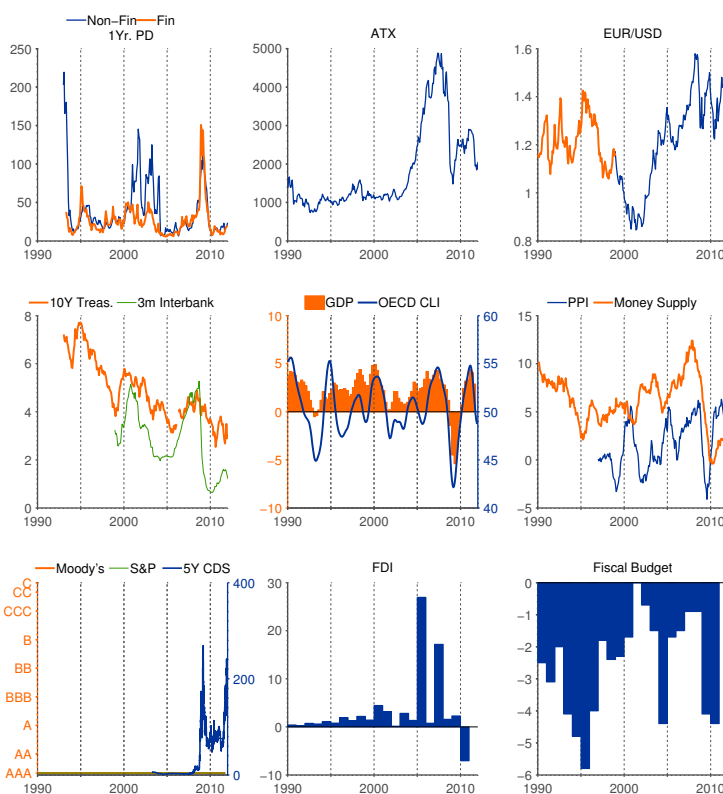 Non−Fin Fin
1Yr. PD
250
200
150
100
50
0
1990 2000 2010
ATX
5000
4000
3000
2000
1000
0
1990 2000 2010
EUR/USD
1.6
1.4
1.2
1
0.8
1990 2000 2010
10Y Treas. 3m Interbank
8
6
4
2
0
1990 2000 2010
GDP OECD CLI
10
5
0
−5
−10
60
55
50
45
40
1990 2000 2010
PPI Money Supply
15
10
5
0
−5
1990 2000 2010
Moody's S&P 5Y CDS
C
CC
CCC
B
BB
BBB
A
AA
AAA
400
200
0
1990 2000 2010
FDI
30
20
10
0
−10
1990 2000 2010
Fiscal Budget
0
−1
−2
−3
−4
−5
−6
1990 2000 2010